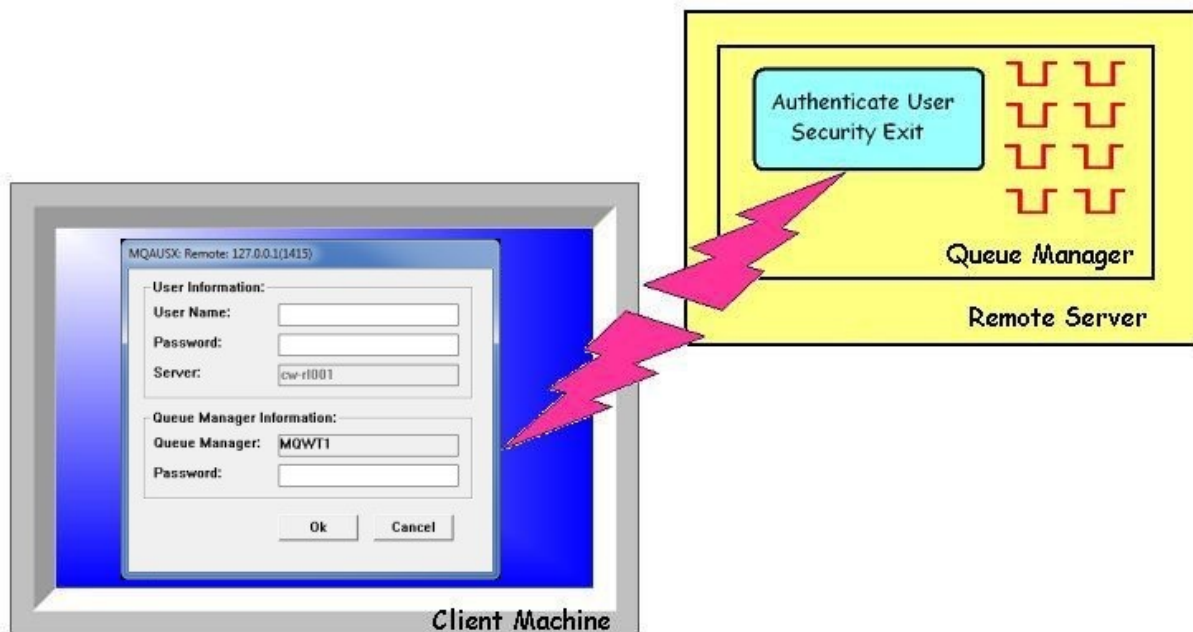 Authenticate User
Security Exit
Queue Manager
Remote Server
MQAUSX: Remote: 127.0.0.1(1415)
User Information:
User Name:
Password:
Server: cw-rl001
Queue Manager Information:
Queue Manager: MQWT1
Password:
Ok Cancel
Client Machine